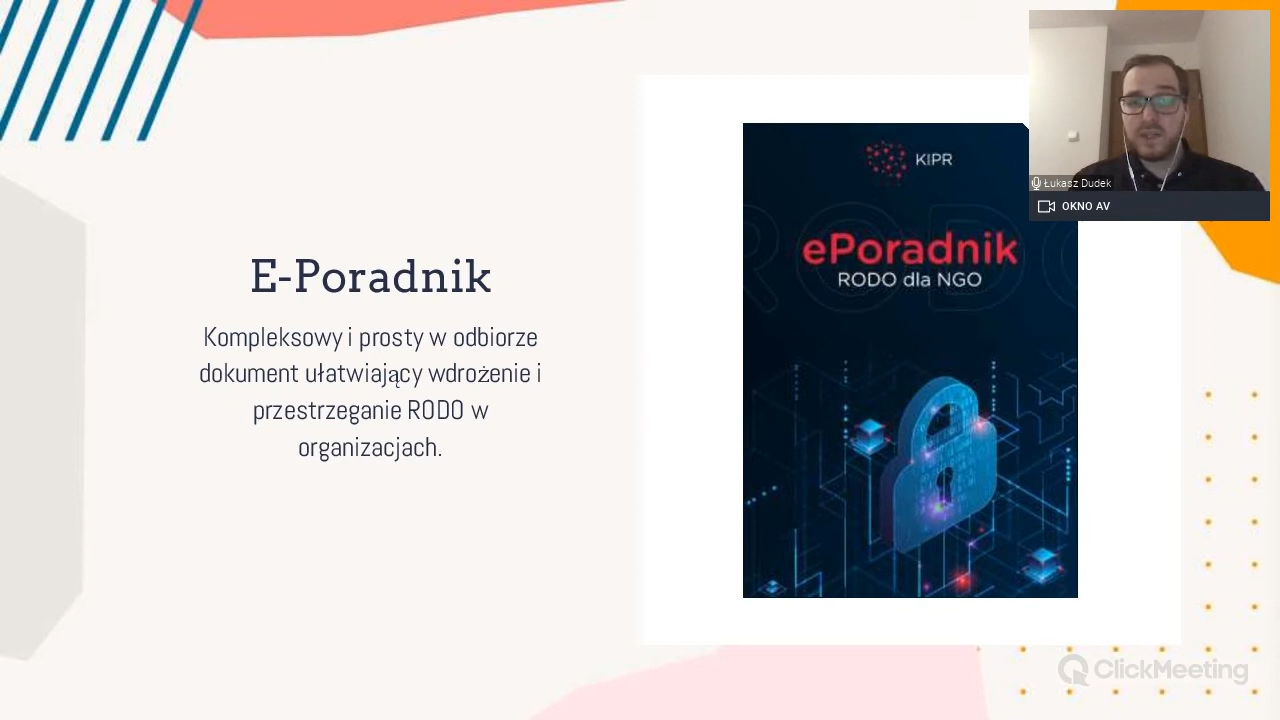 E-Poradnik
Kompleksowy i prosty w odbiorze
dokument ułatwiający wdrożenie i
przestrzeganie RODO w
organizacjach.
KIPR
RODO
ePoradnik
RODO dla NGO
Łukasz Dudek
OKNO AV
ClickMeeting